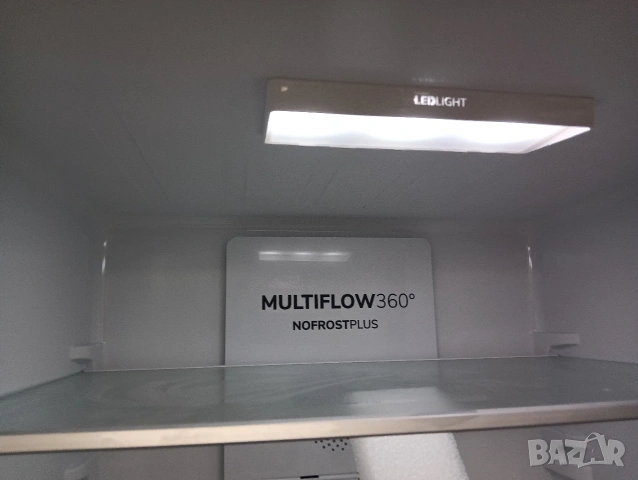 LEDLIGHT
MULTIFLOW360°
NOFROSTPLUS
BAZAR